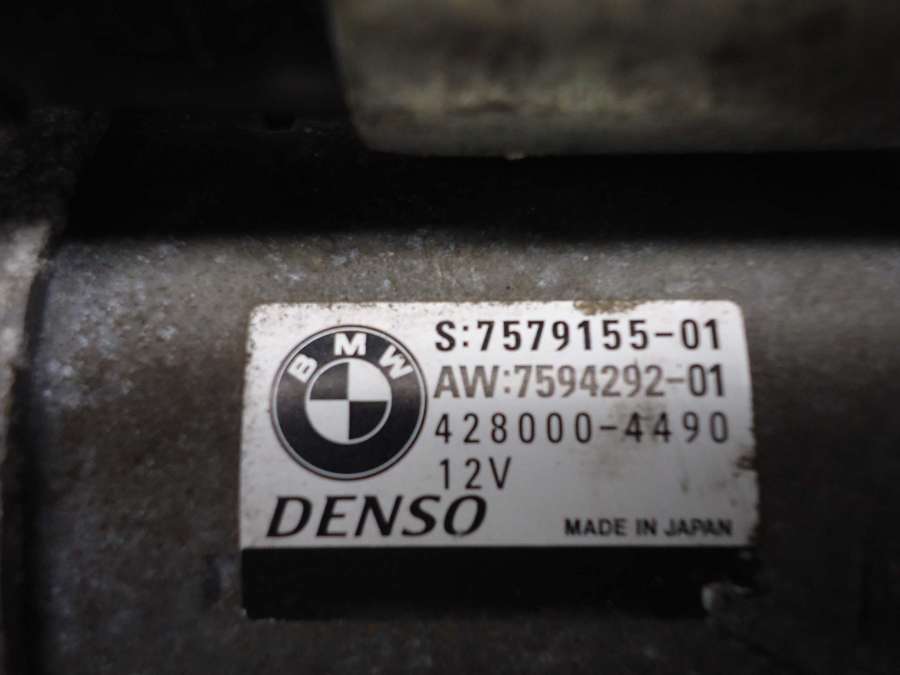 BMW
S:7579155-01
AW:7594292-01
428000-4490
12V
DENSO
MADE IN JAPAN